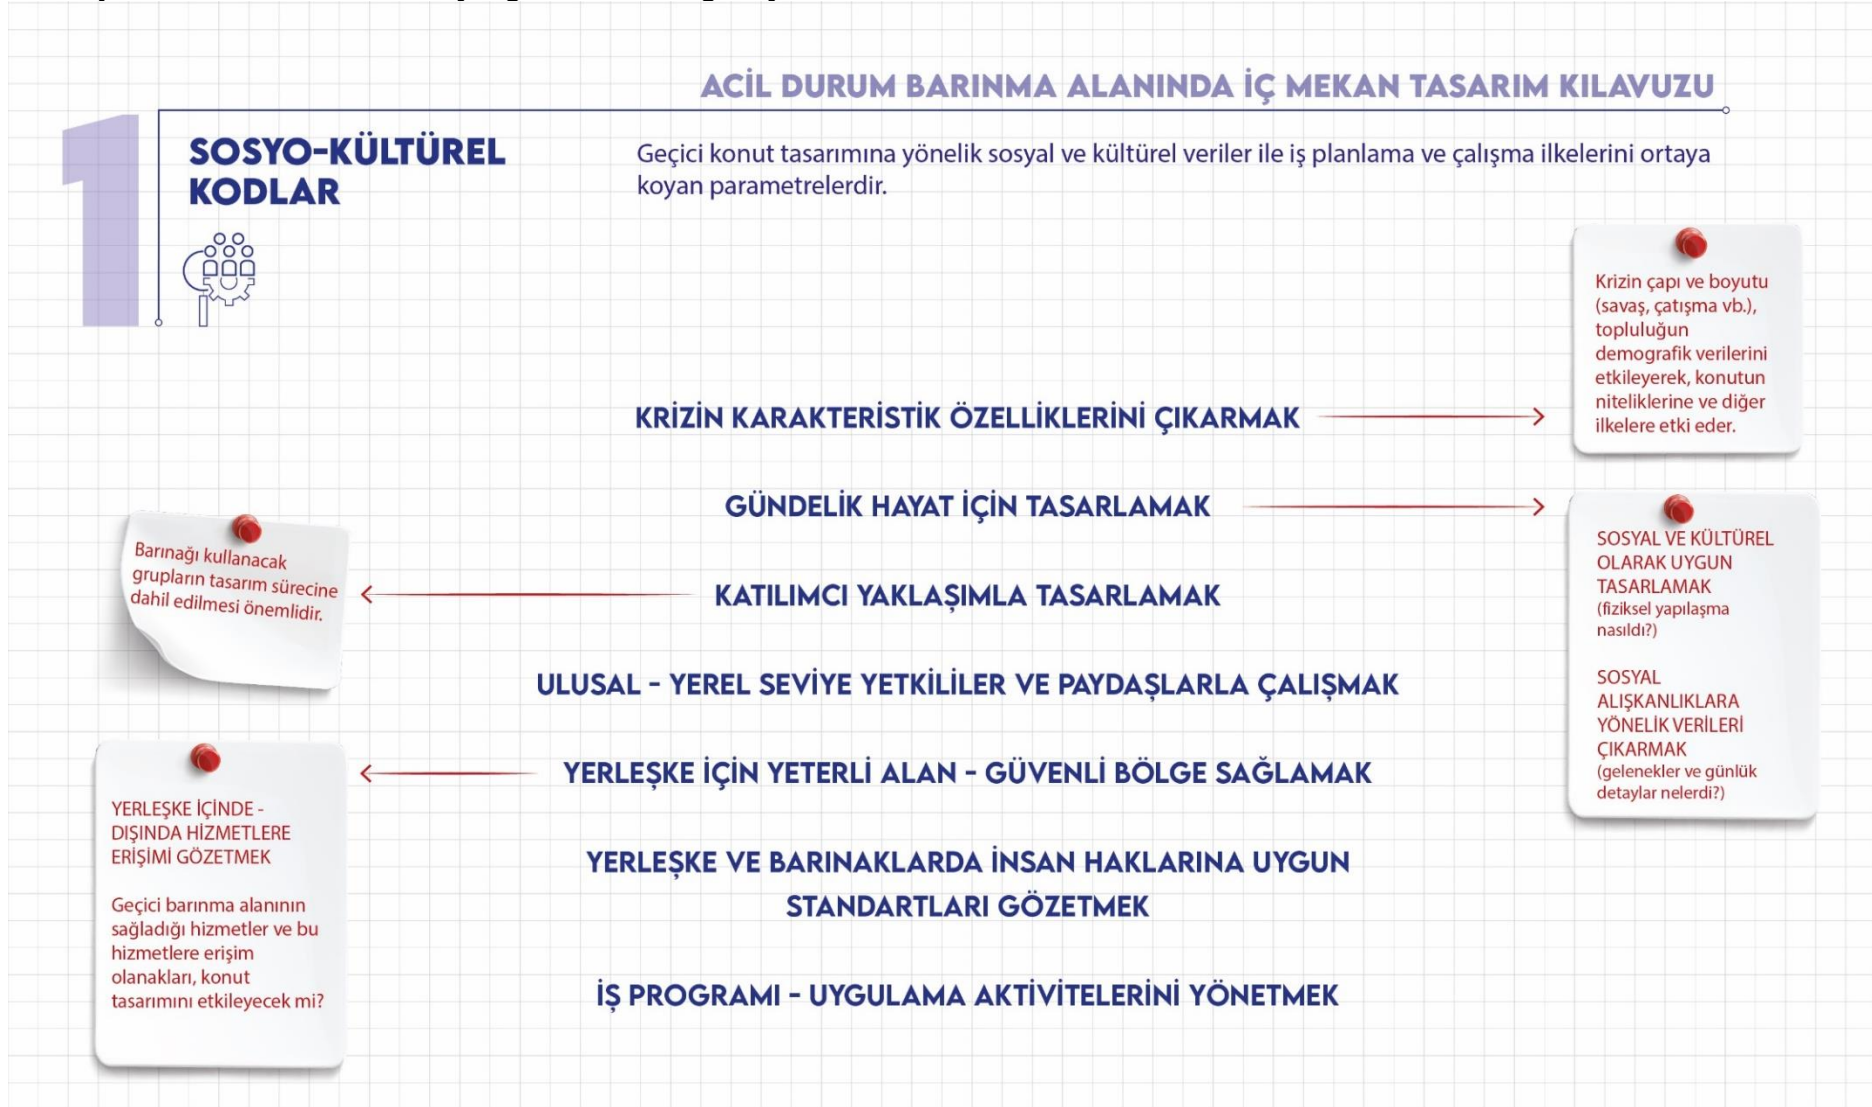 ACİL DURUM BARINMA ALANINDA İÇ MEKAN TASARIM KILAVUZU
1
SOSYO-KÜLTÜREL
KODLAR
Geçici konut tasarımına yönelik sosyal ve kültürel veriler ile iş planlama ve çalışma ilkelerini ortaya
koyan parametrelerdir.
Krizin çapı ve boyutu
(savaş, çatışma vb.),
topluluğun
demografik verilerini
etkileyerek, konutun
niteliklerine ve diğer
ilkelere etki eder.
KRİZİN KARAKTERİSTİK ÖZELLİKLERİNİ ÇIKARMAK
GÜNDELİK HAYAT İÇİN TASARLAMAK
SOSYAL VE KÜLTÜREL
OLARAK UYGUN
TASARLAMAK
(fiziksel yapılaşma
nasıldı?)
SOSYAL
ALIŞKANLIKLARA
YÖNELİK VERİLERİ
ÇIKARMAK
(gelenekler ve günlük
detaylar nelerdi?)
Barınağı kullanacak
grupların tasarım sürecine
dahil edilmesi önemlidir.
KATILIMCI YAKLAŞIMLA TASARLAMAK
ULUSAL - YEREL SEVİYE YETKİLİLER VE PAYDAŞLARLA ÇALIŞMAK
YERLEŞKE İÇİN YETERLİ ALAN - GÜVENLİ BÖLGE SAĞLAMAK
YERLEŞKE İÇİNDE -
DIŞINDA HİZMETLERE
ERİŞİMİ GÖZETMEK
Geçici barınma alanının
sağladığı hizmetler ve bu
hizmetlere erişim
olanakları, konut
tasarımını etkileyecek mi?
YERLEŞKE VE BARINAKLARDA İNSAN HAKLARINA UYGUN
STANDARTLARI GÖZETMEK
İŞ PROGRAMI - UYGULAMA AKTİVİTELERİNİ YÖNETMEK